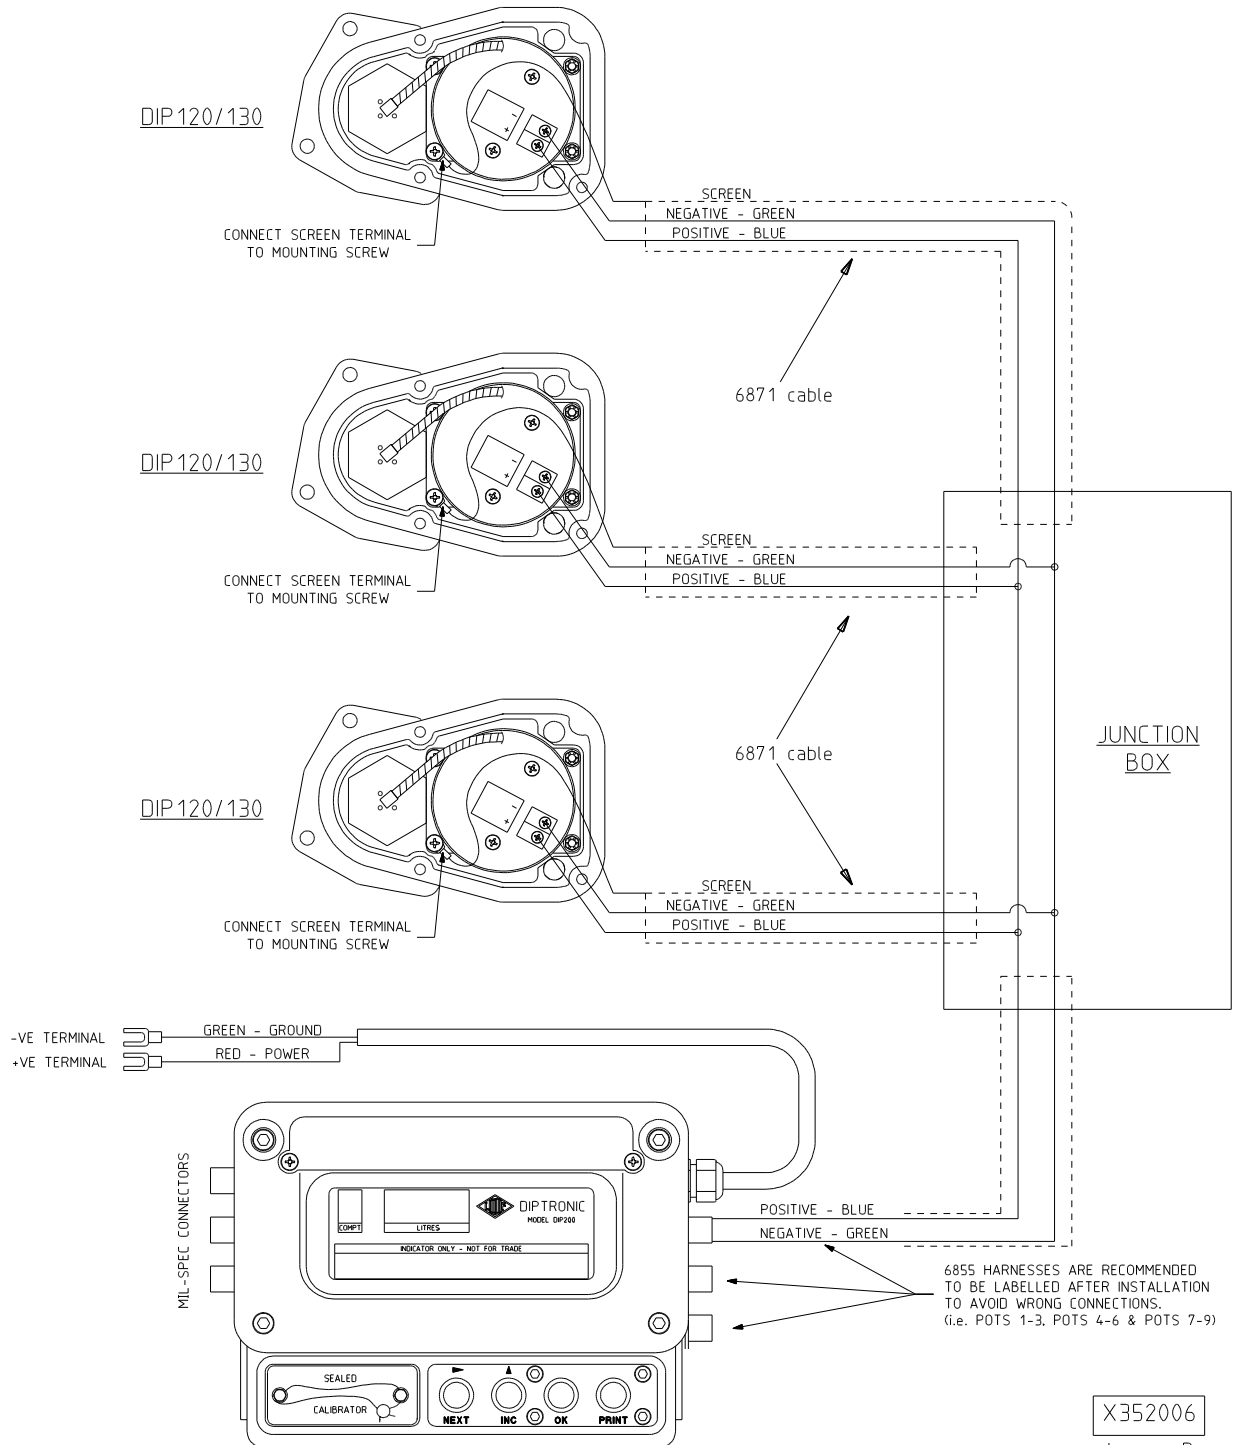 DIP120/130
SCREEN
NEGATIVE - GREEN
POSITIVE - BLUE
CONNECT SCREEN TERMINAL
TO MOUNTING SCREW
6871 cable
DIP120/130
SCREEN
NEGATIVE - GREEN
POSITIVE - BLUE
CONNECT SCREEN TERMINAL
TO MOUNTING SCREW
6871 cable
JUNCTION
BOX
DIP120/130
SCREEN
NEGATIVE - GREEN
POSITIVE - BLUE
CONNECT SCREEN TERMINAL
TO MOUNTING SCREW
-VE TERMINAL
GREEN - GROUND
+VE TERMINAL
RED - POWER
MIL-SPEC CONNECTORS
DIPTRONIC
MODEL DIP200
COMPT
LITRES
INDICATOR ONLY - NOT FOR TRADE
POSITIVE - BLUE
NEGATIVE - GREEN
6855 HARNESSES ARE RECOMMENDED
TO BE LABELLED AFTER INSTALLATION
TO AVOID WRONG CONNECTIONS.
(i.e. POTS 1-3, POTS 4-6 & POTS 7-9)
SEALED
CALIBRATOR
NEXT
INC
OK
PRINT
X352006